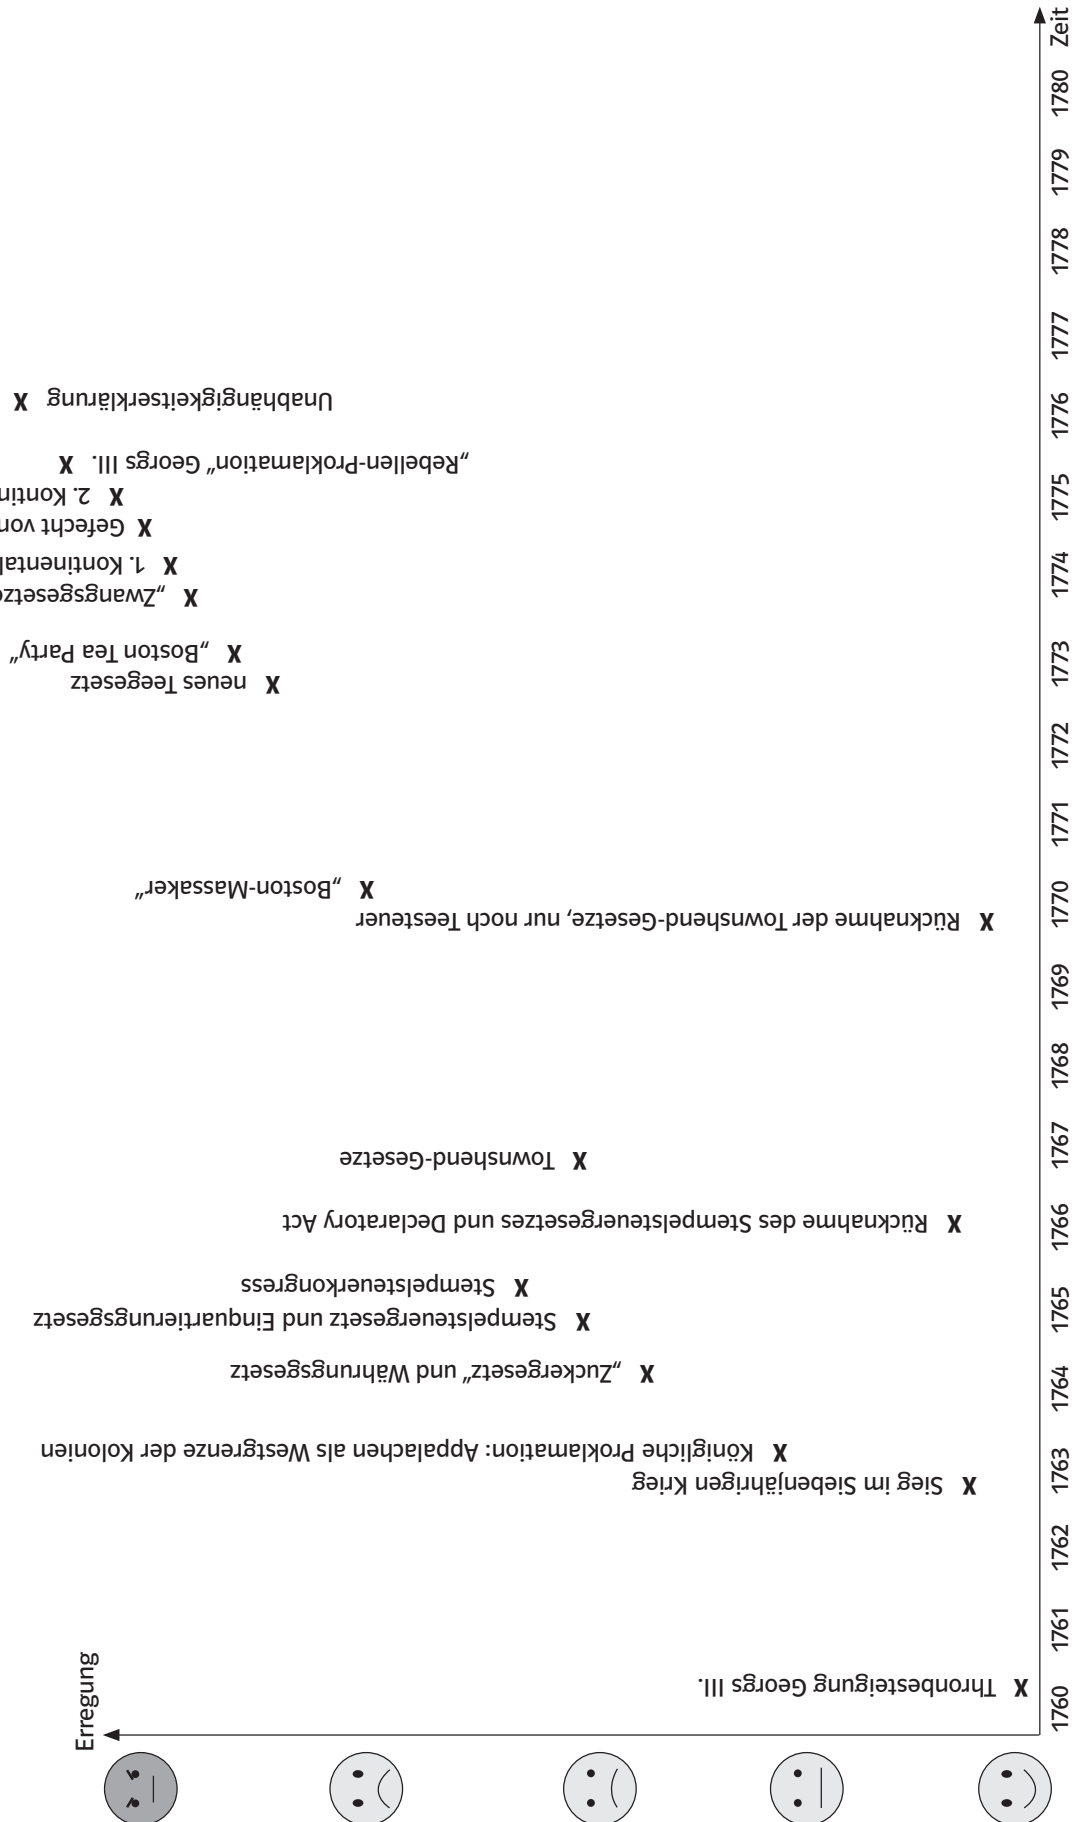 Erregung
Thronbesteigung Georgs III.
Sieg im Siebenjährigen Krieg
X Königliche Proklamation: Appalachen als Westgrenze der Kolonien
X „Zuckergesetz“ und Währungsgesetz
X Stempelsteuergesetz und Einquartierungsgesetz
X Stempelsteuerkongress
X Rücknahme des Stempelsteuergesetzes und Declaratory Act
X Townshend-Gesetze
X Rücknahme der Townshend-Gesetze, nur noch Teesteuer
X „Boston-Massaker“
X neues Teegesetz
X „Boston Tea Party“
X „Zwangsgesetze
X 1. Kontinental
X Gefecht von
X 2. Kontin
„Rebellen-Proklamation“ Georgs III. X
Unabhängigkeitserklärung X
1760 1761 1762 1763 1764 1765 1766 1767 1768 1769 1770 1771 1772 1773 1774 1775 1776 1777 1778 1779 1780 Zeit